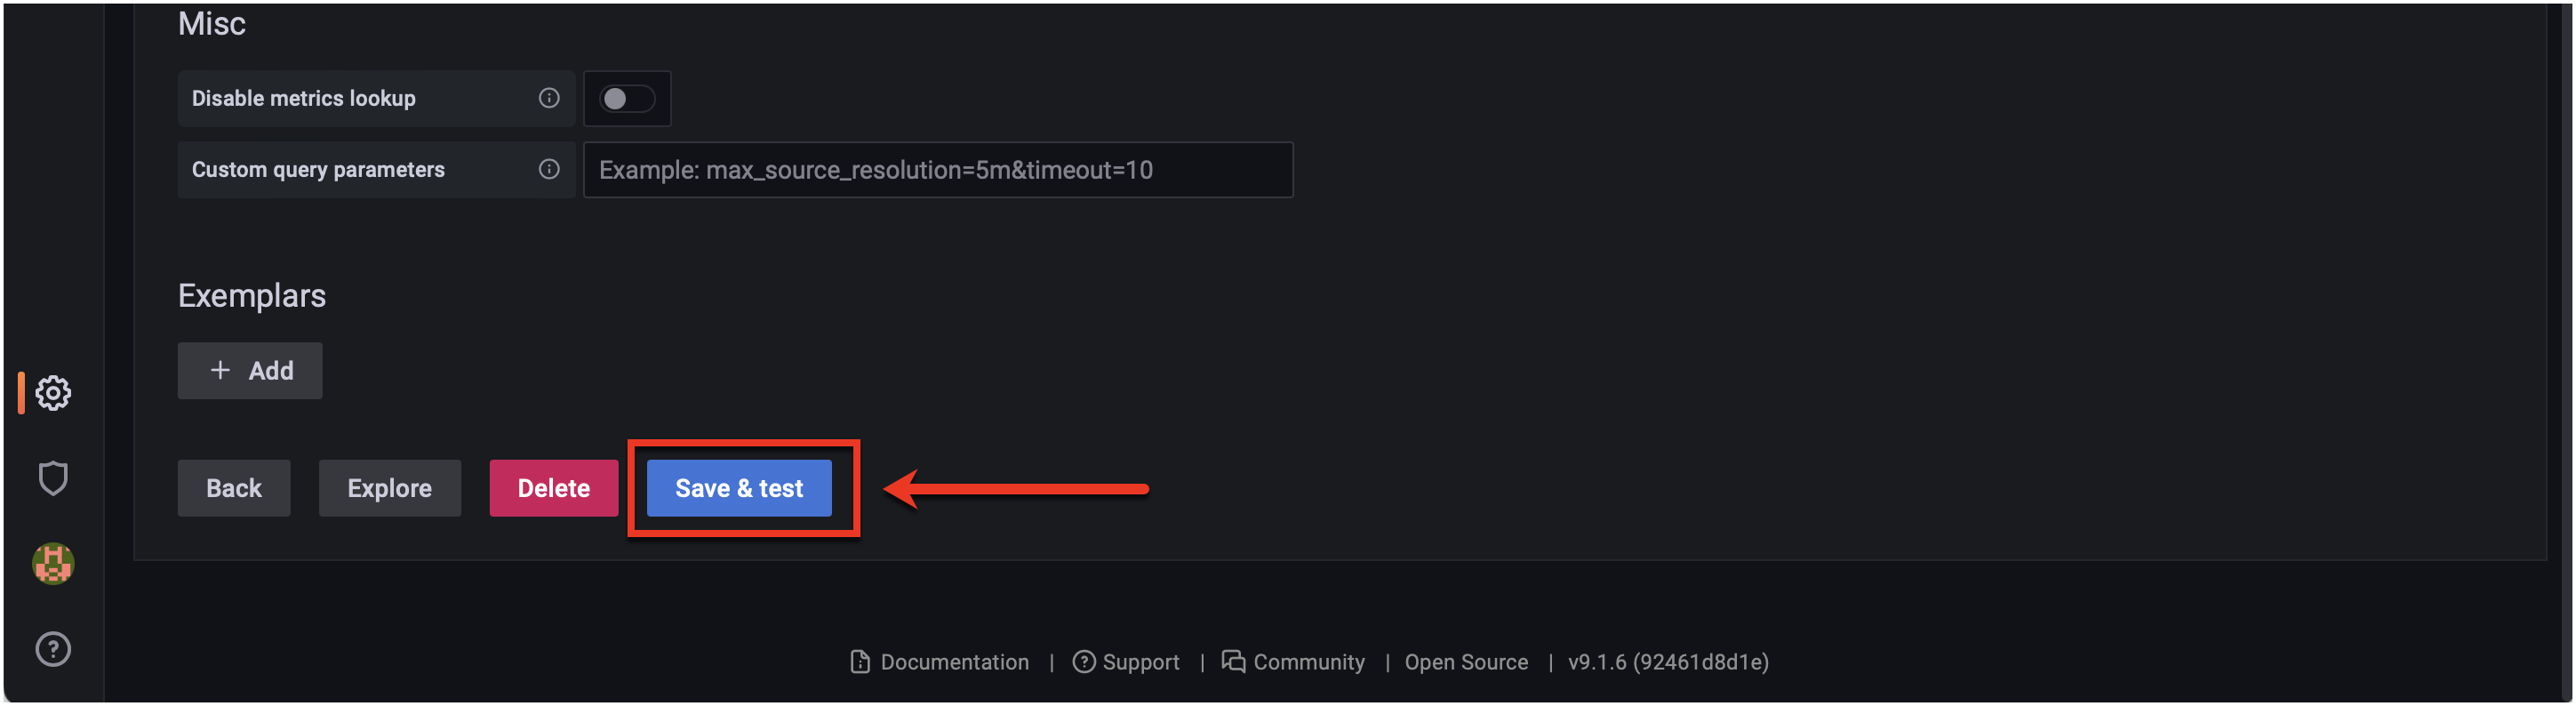 Misc
Disable metrics lookup
Custom query parameters Example: max_source_resolution=5m&timeout=10
Exemplars
+ Add
Back Explore Delete Save & test
Documentation | Support | Community | Open Source | v9.1.6 (92461d8d1e)